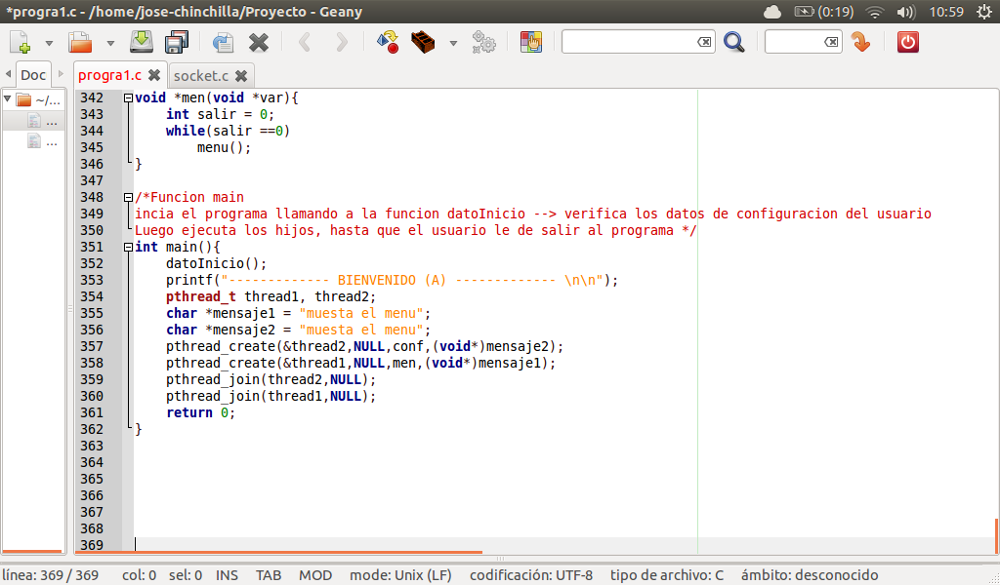 *progra1.c - /home/jose-chinchilla/Proyecto - Geany
(0:19)
10:59
Doc
progra1.c
socket.c
~/...
...
...
342 void *men(void *var){
343 int salir = 0;
344 while(salir ==0)
345 menu();
346 }
347
348 /*Funcion main
349 incia el programa llamando a la funcion datoInicio --> verifica los datos de configuracion del usuario
350 Luego ejecuta los hijos, hasta que el usuario le de salir al programa */
351 int main(){
352 datoInicio();
353 printf("------------- BIENVENIDO (A) ------------- \n\n");
354 pthread_t thread1, thread2;
355 char *mensaje1 = "muesta el menu";
356 char *mensaje2 = "muesta el menu";
357 pthread_create(&thread2,NULL,conf,(void*)mensaje2);
358 pthread_create(&thread1,NULL,men,(void*)mensaje1);
359 pthread_join(thread2,NULL);
360 pthread_join(thread1,NULL);
361 return 0;
362 }
363
364
365
366
367
368
369
línea: 369 / 369 col: 0 sel: 0 INS TAB MOD modo: Unix (LF) codificación: UTF-8 tipo de archivo: C ámbito: desconocido